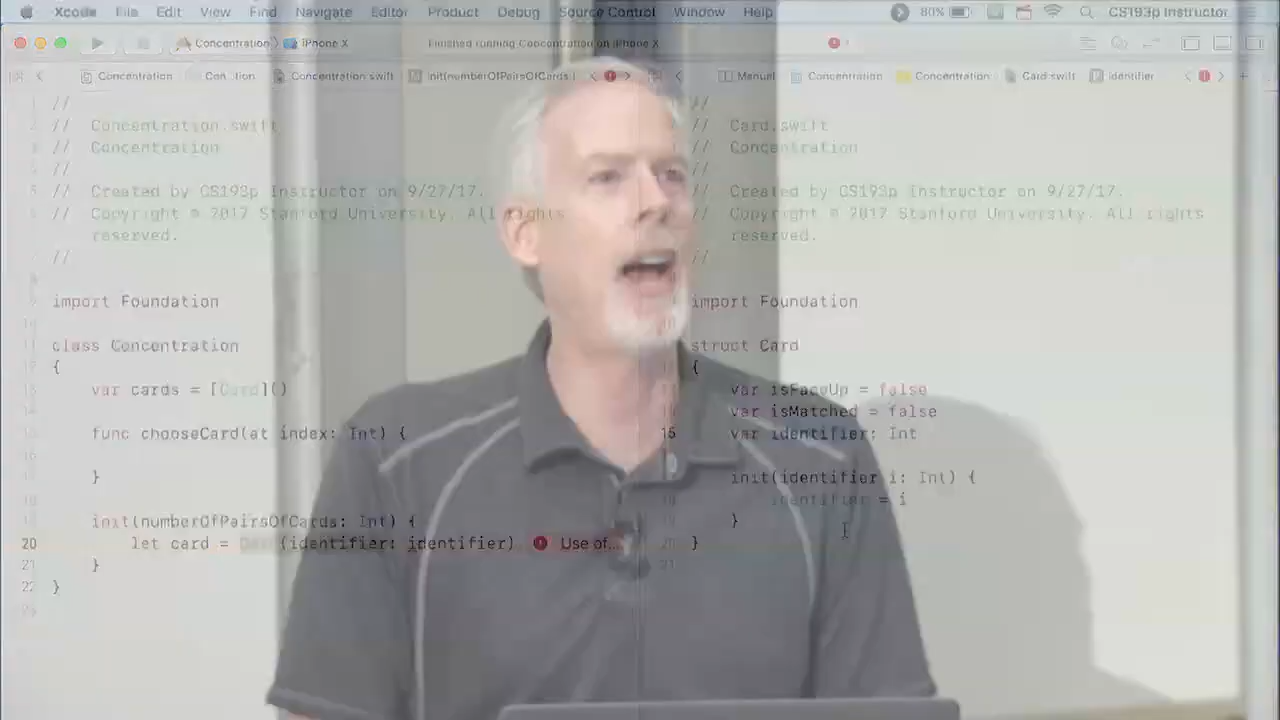 Xcode File Edit View Find Navigate Editor Product Debug Source Control Window Help 80% CS193p Instructor
Concentration iPhone X Finished running Concentration on iPhone X
Concentration Concentration.swift init(numberOfPairsOfCards Manual Concentration Concentration Card.swift identifier
//
// Concentration.swift
// Concentration
//
// Created by CS193p Instructor on 9/27/17.
// Copyright © 2017 Stanford University. All rights
reserved.
//
import Foundation
class Concentration
{
var cards = [Card]()
func chooseCard(at index: Int) {
}
init(numberOfPairsOfCards: Int) {
20 let card = Card(identifier: identifier) Use of...
}
}
//
// Card.swift
// Concentration
//
// Created by CS193p Instructor on 9/27/17.
// Copyright © 2017 Stanford University. All rights
reserved.
//
import Foundation
struct Card
{
var isFaceUp = false
var isMatched = false
15 var identifier: Int
init(identifier i: Int) {
identifier = i
}
}